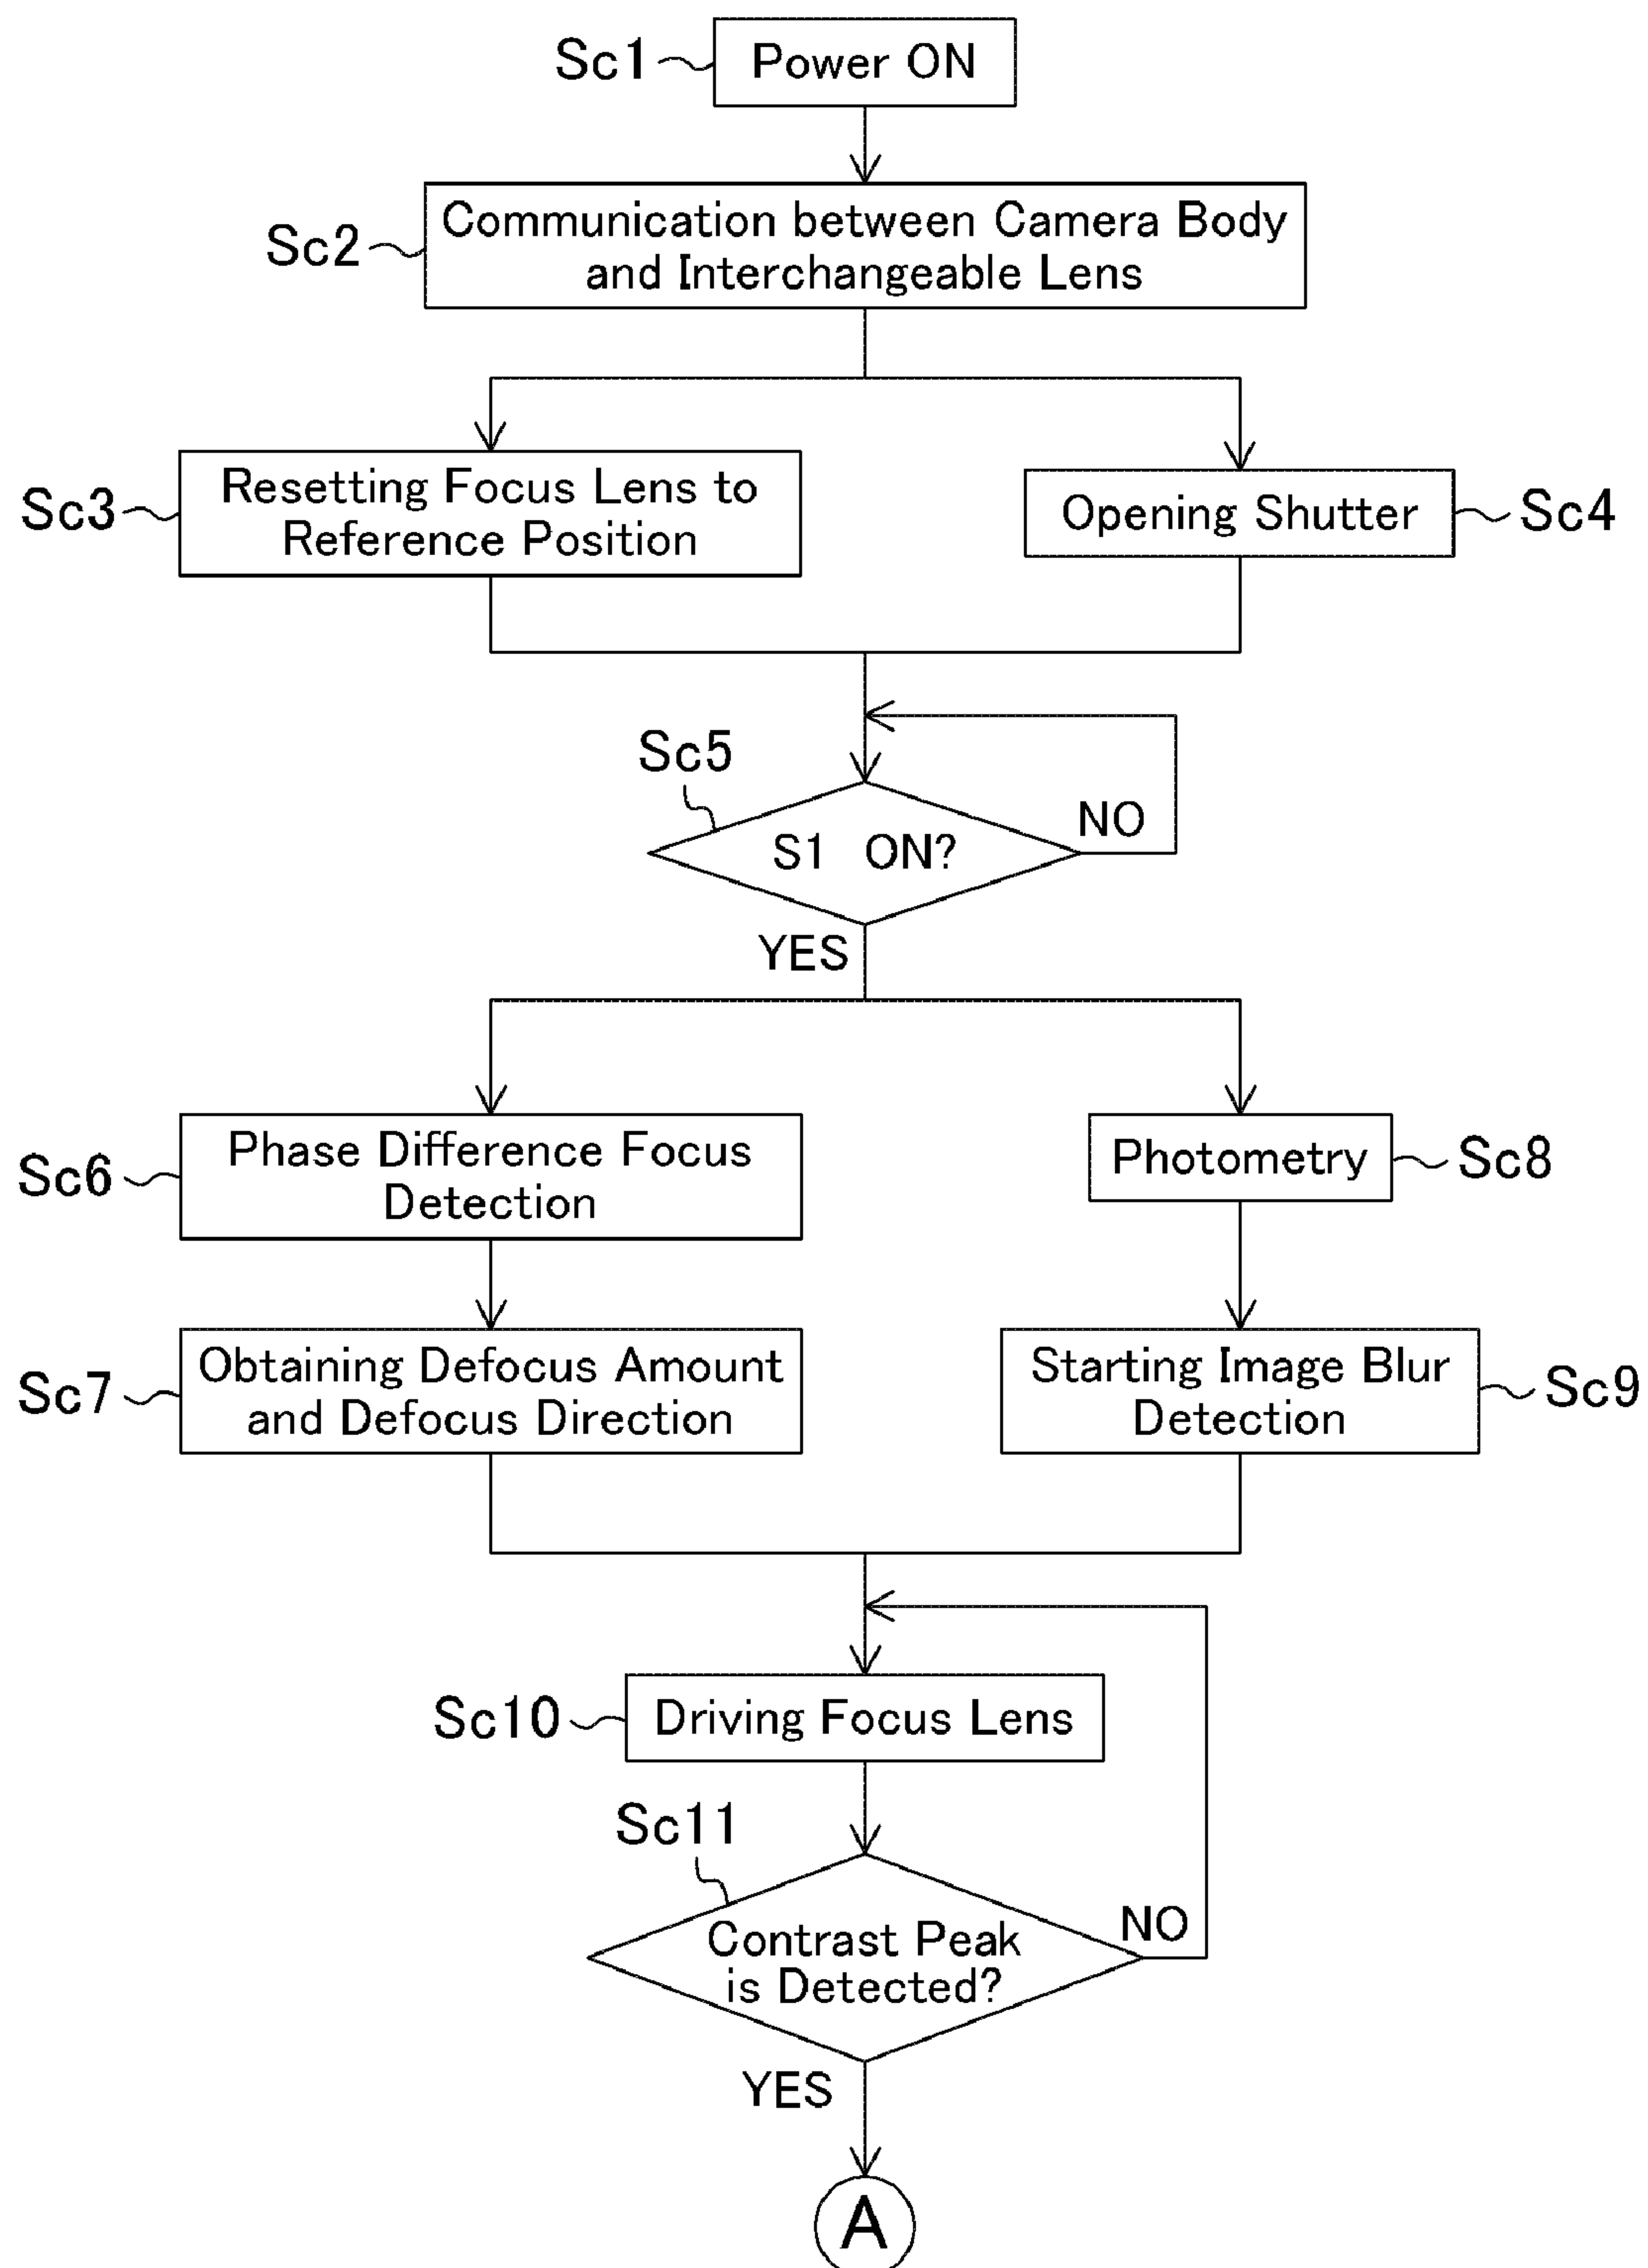 Sc1
Power ON
Sc2
Communication between Camera Body
and Interchangeable Lens
Sc3
Resetting Focus Lens to
Reference Position
Opening Shutter
Sc4
Sc5
S1 ON?
NO
YES
Sc6
Phase Difference Focus
Detection
Photometry
Sc8
Sc7
Obtaining Defocus Amount
and Defocus Direction
Starting Image Blur
Detection
Sc9
Sc10
Driving Focus Lens
Sc11
Contrast Peak
is Detected?
NO
YES
A